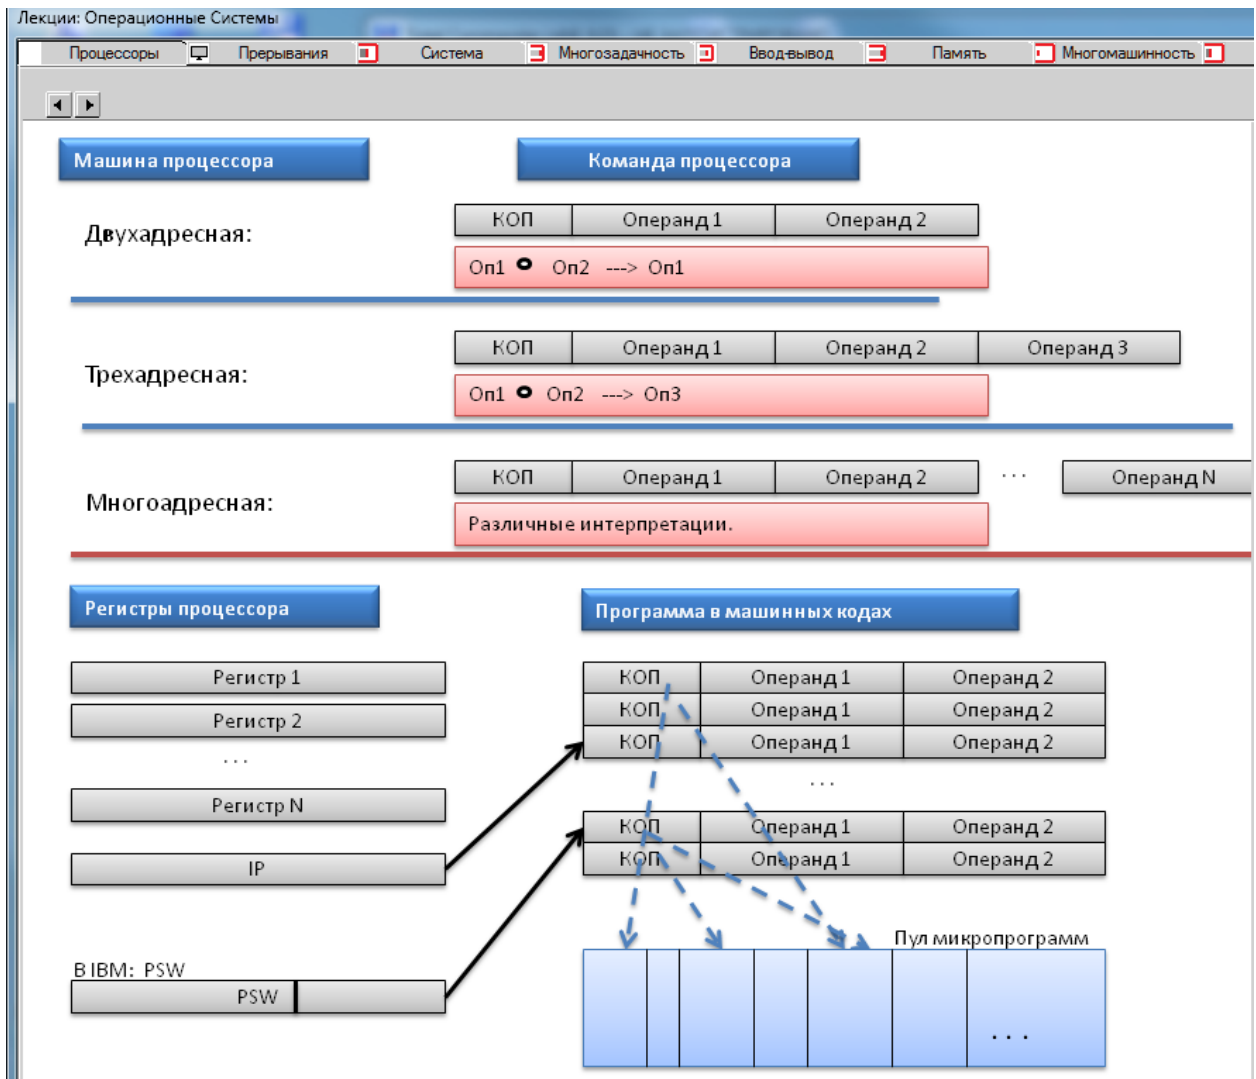 Лекции: Операционные Системы
Процессоры Прерывания Система Многозадачность Ввод-вывод Память Многомашинность
Машина процессора
Команда процессора
Двухадресная:
КОП Операнд 1 Операнд 2
Оп1 Оп2 ---> Оп1
Трехадресная:
КОП Операнд 1 Операнд 2 Операнд 3
Оп1 Оп2 ---> Оп3
Многоадресная:
КОП Операнд 1 Операнд 2 ... Операнд N
Различные интерпретации.
Регистры процессора
Программа в машинных кодах
Регистр 1
Регистр 2
...
Регистр N
IP
В IBM: PSW
PSW
КОП Операнд 1 Операнд 2
КОП Операнд 1 Операнд 2
КОП Операнд 1 Операнд 2
...
КОП Операнд 1 Операнд 2
КОП Операнд 1 Операнд 2
Пул микропрограмм
...